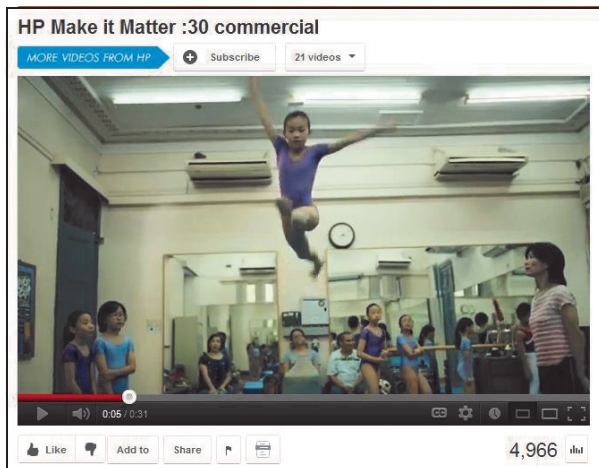 HP Make it Matter :30 commercial
MORE VIDEOS FROM HP Subscribe 21 videos
0:05 / 0:31 CC
Like Add to Share 4,966